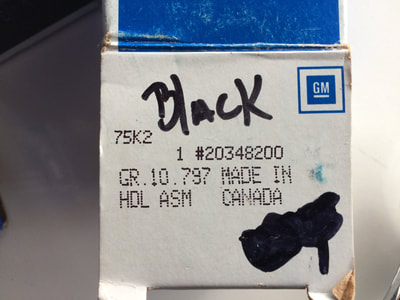 Black
GM
75K2
1 #20348200
GR.10.797 MADE IN
HDL ASM CANADA